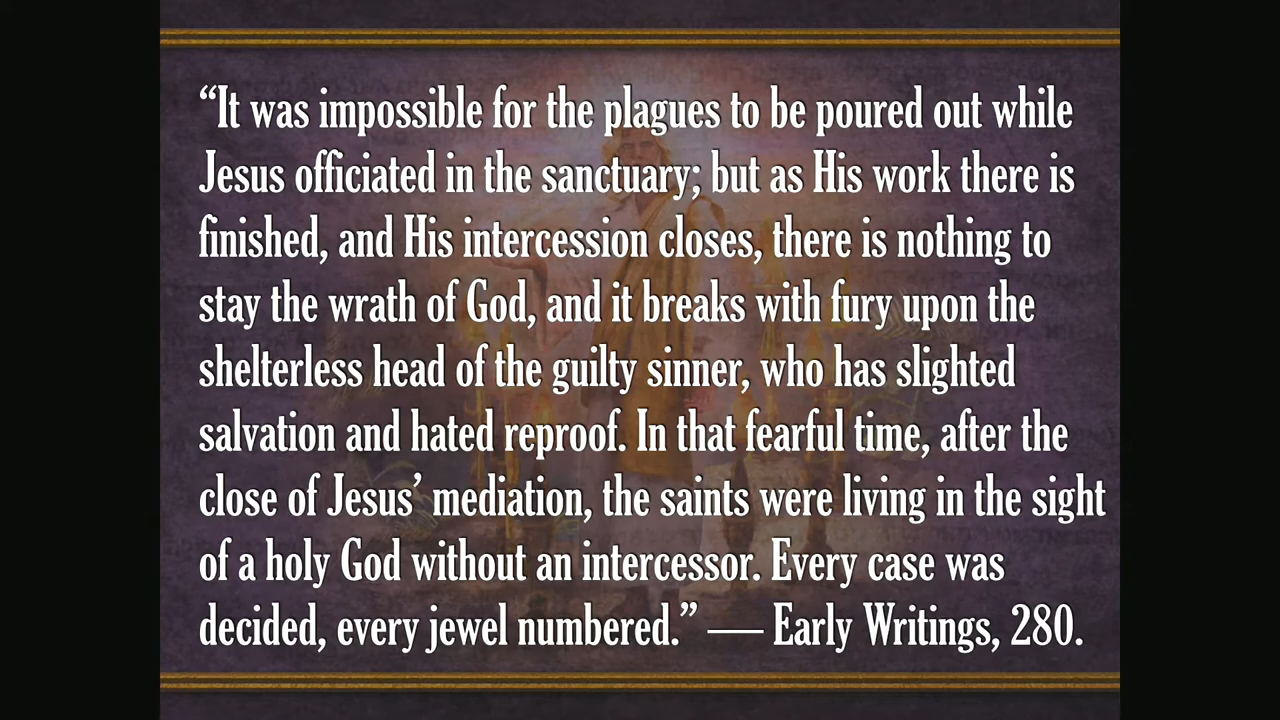 “It was impossible for the plagues to be poured out while
Jesus officiated in the sanctuary; but as His work there is
finished, and His intercession closes, there is nothing to
stay the wrath of God, and it breaks with fury upon the
shelterless head of the guilty sinner, who has slighted
salvation and hated reproof. In that fearful time, after the
close of Jesus’ mediation, the saints were living in the sight
of a holy God without an intercessor. Every case was
decided, every jewel numbered.” — Early Writings, 280.